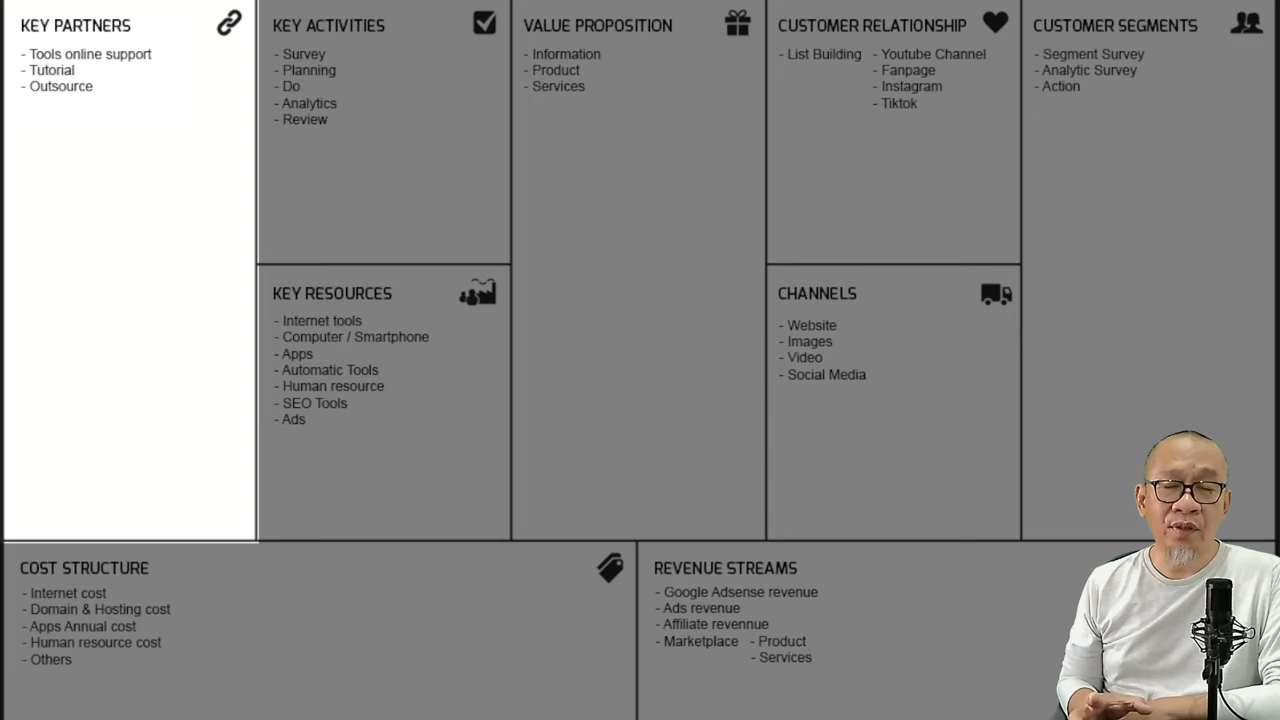 KEY PARTNERS
- Tools online support
- Tutorial
- Outsource
KEY ACTIVITIES
- Survey
- Planning
- Do
- Analytics
- Review
KEY RESOURCES
- Internet tools
- Computer / Smartphone
- Apps
- Automatic Tools
- Human resource
- SEO Tools
- Ads
VALUE PROPOSITION
- Information
- Product
- Services
CUSTOMER RELATIONSHIP
- List Building - Youtube Channel
- Fanpage
- Instagram
- Tiktok
CHANNELS
- Website
- Images
- Video
- Social Media
CUSTOMER SEGMENTS
- Segment Survey
- Analytic Survey
- Action
COST STRUCTURE
- Internet cost
- Domain & Hosting cost
- Apps Annual cost
- Human resource cost
- Others
REVENUE STREAMS
- Google Adsense revenue
- Ads revenue
- Affiliate revennue
- Marketplace - Product
- Services